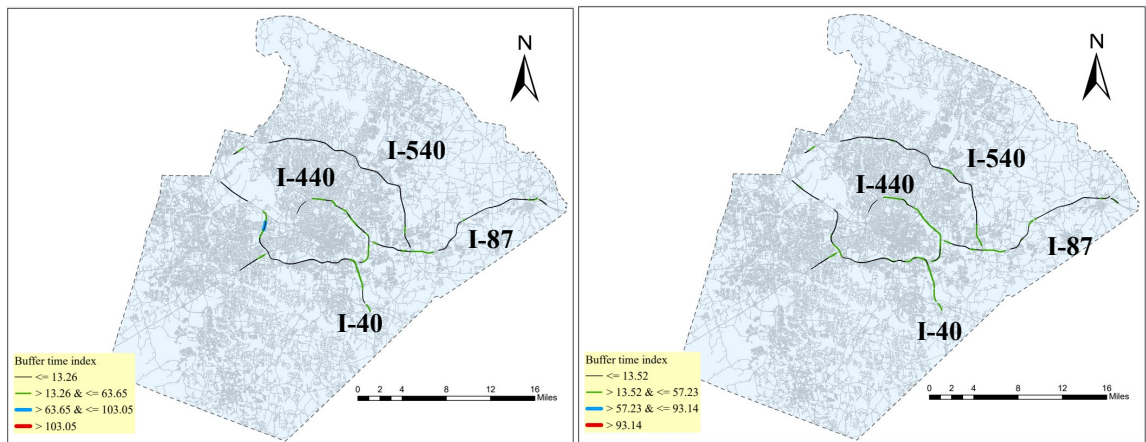 N
I-540
I-440
I-87
I-40
Buffer time index
<= 13.26
> 13.26 & <= 63.65
> 63.65 & <= 103.05
> 103.05
0 2 4 8 12 16
Miles
N
I-540
I-440
I-87
I-40
Buffer time index
<= 13.52
> 13.52 & <= 57.23
> 57.23 & <= 93.14
> 93.14
0 2 4 8 12 16
Miles